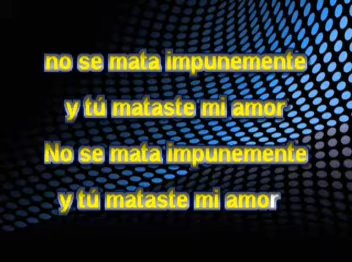 no se mata impunemente
y tú mataste mi amor
No se mata impunemente
y tú mataste mi amor